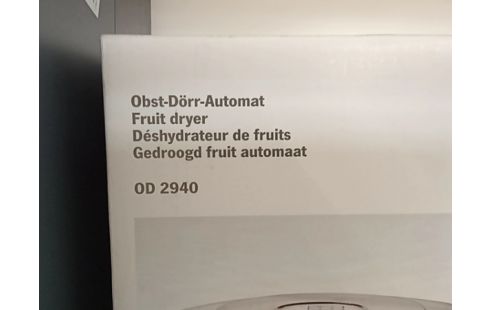 Obst-Dörr-Automat
Fruit dryer
Déshydrateur de fruits
Gedroogd fruit automaat
OD 2940